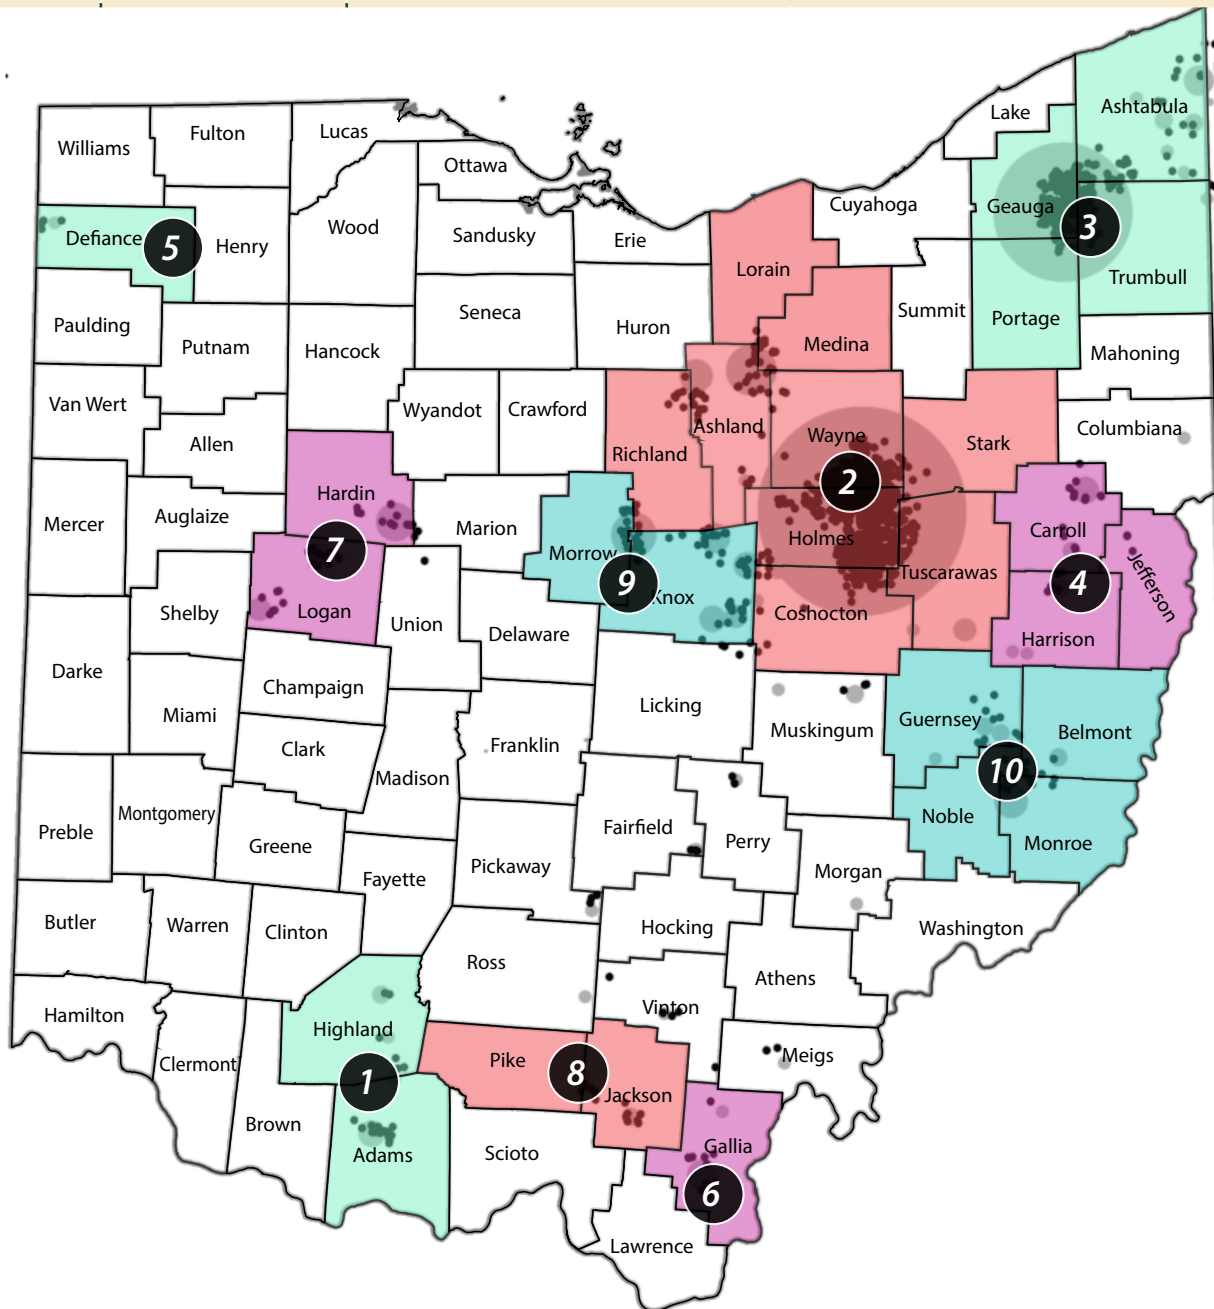 Lake
Ashtabula
Williams
Fulton
Lucas
Ottawa
Cuyahoga
Geauga
3
Defiance
5
Henry
Wood
Sandusky
Erie
Lorain
Trumbull
Paulding
Putnam
Hancock
Seneca
Huron
Medina
Summit
Portage
Mahoning
Van Wert
Allen
Wyandot
Crawford
Richland
Ashland
Wayne
Stark
Columbiana
2
Mercer
Auglaize
Hardin
Marion
Morrow
Holmes
Carroll
Jefferson
7
9
Knox
Tuscarawas
4
Shelby
Logan
Union
Delaware
Coshocton
Harrison
Darke
Champaign
Miami
Licking
Muskingum
Guernsey
Belmont
Clark
Franklin
Madison
10
Preble
Montgomery
Greene
Fairfield
Perry
Noble
Monroe
Fayette
Pickaway
Morgan
Butler
Warren
Clinton
Hocking
Washington
Ross
Athens
Hamilton
Highland
Vinton
Clermont
1
Pike
8
Jackson
Meigs
Brown
Adams
Scioto
Gallia
6
Lawrence